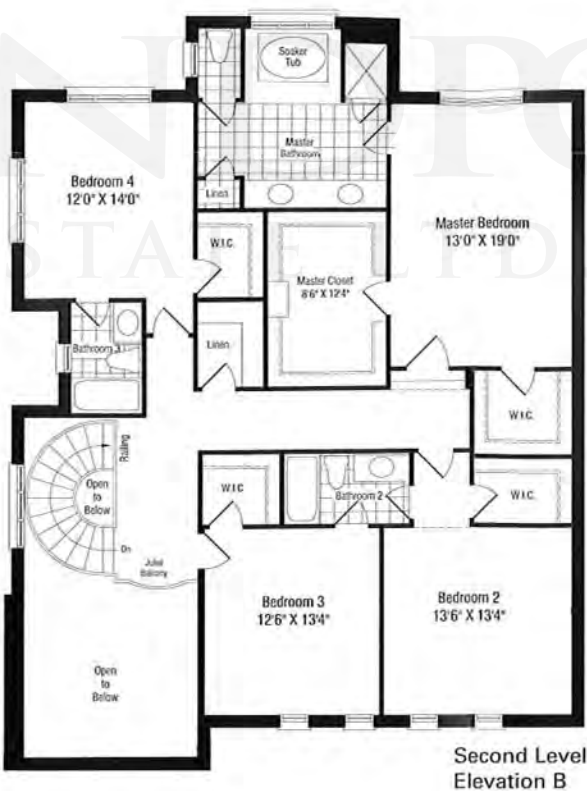 Soaker
Tub
Master
Bathroom
Linen
Bedroom 4
12'0" X 14'0"
W.I.C.
Master Closet
8'6" X 12'4"
Master Bedroom
13'0" X 19'0"
Bathroom 3
Linen
W.I.C.
Railing
Open
to
Below
Dn
Juliet
Balcony
W.I.C
Bathroom 2
W.I.C.
Bedroom 3
12'6" X 13'4"
Bedroom 2
13'6" X 13'4"
Open
to
Below
Second Level
Elevation B
STATE LTD